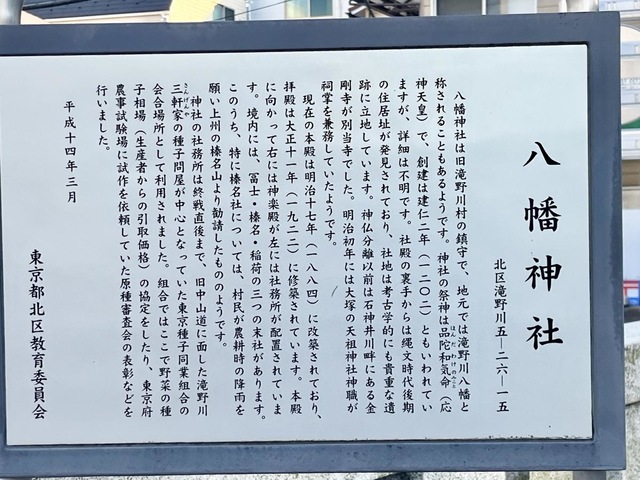 八幡神社
北区滝野川五―二六―一五
八幡神社は旧滝野川村の鎮守で、地元では滝野川八幡と
称されることもあるようです。神社の祭神は品陀和気命（応
ほんだわけのみこと
神天皇）で、創建は建仁二年（一二〇二）ともいわれてい
ますが、詳細は不明です。社殿の裏手からは縄文時代後期
の住居址が発見されており、社地は考古学的にも貴重な遺
跡に立地しています。神仏分離以前は石神井川畔にある金
剛寺が別当寺でした。明治初年には大塚の天祖神社神職が
祠掌を兼務していたようです。
現在の本殿は明治十七年（一八八四）に改築されており、
拝殿は大正十一年（一九二二）に修築されています。本殿
に向かって右には神楽殿が左には社務所が配置されていま
す。境内には、冨士・榛名・稲荷の三つの末社があります。
このうち、特に榛名社については、村民が農耕時の降雨を
願い上州の榛名山より勧請したもののようです。
神社の社務所は終戦直後まで、旧中山道に面した滝野川
三軒家の種子問屋が中心となっていた東京種子同業組合の
さんげんや
会合場所として利用されました。組合ではここで野菜の種
子相場（生産者からの引取価格）の協定をしたり、東京府
農事試験場に試作を依頼していた原種審査会の表彰などを
行いました。
平成十四年三月
東京都北区教育委員会